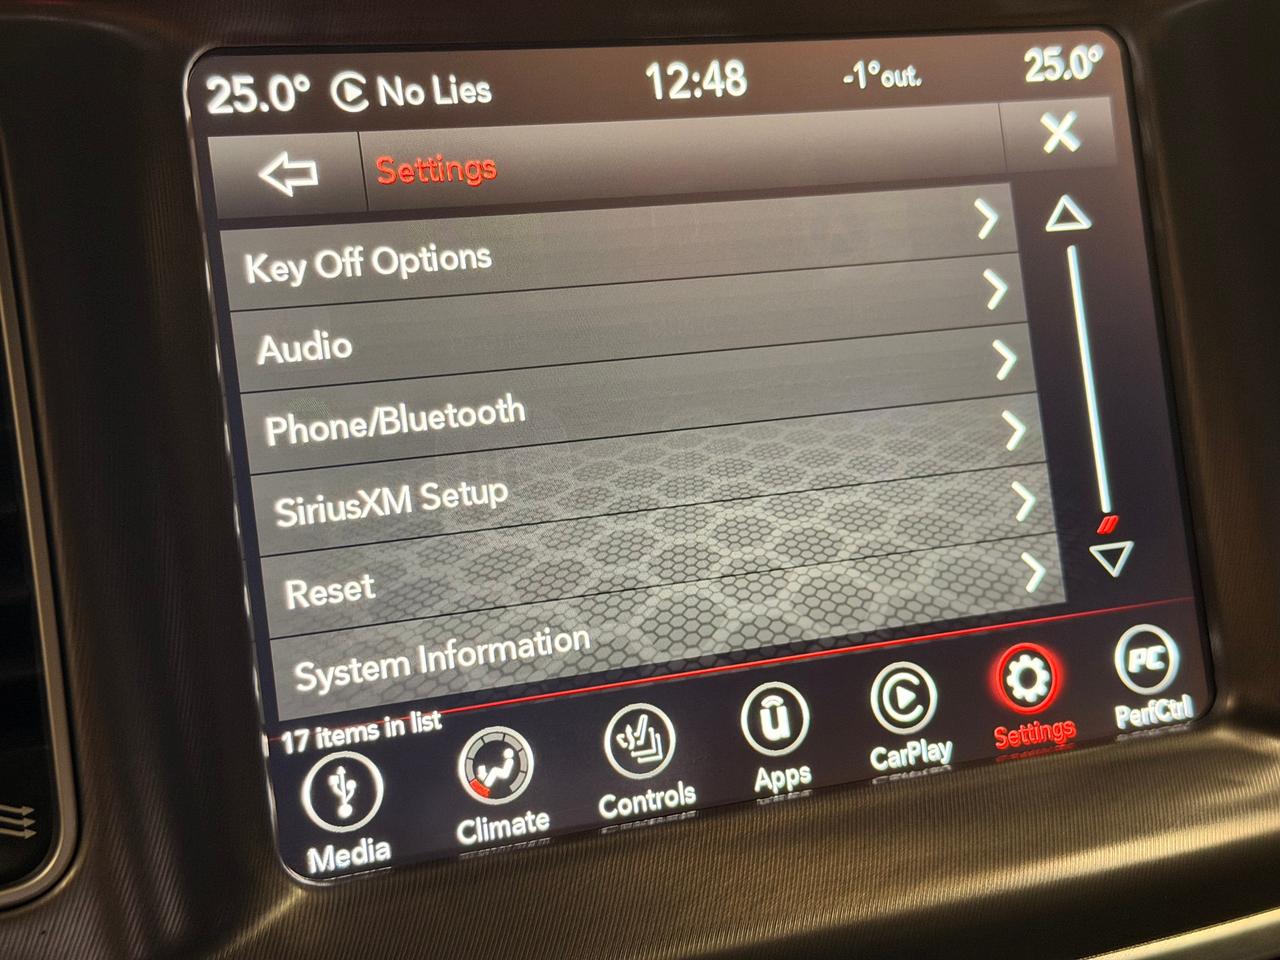 25.0° No Lies 12:48 -1°out. 25.0°
Settings
Key Off Options
Audio
Phone/Bluetooth
SiriusXM Setup
Reset
System Information
17 items in list
Media Climate Controls Apps CarPlay Settings PerfCtrl
PC